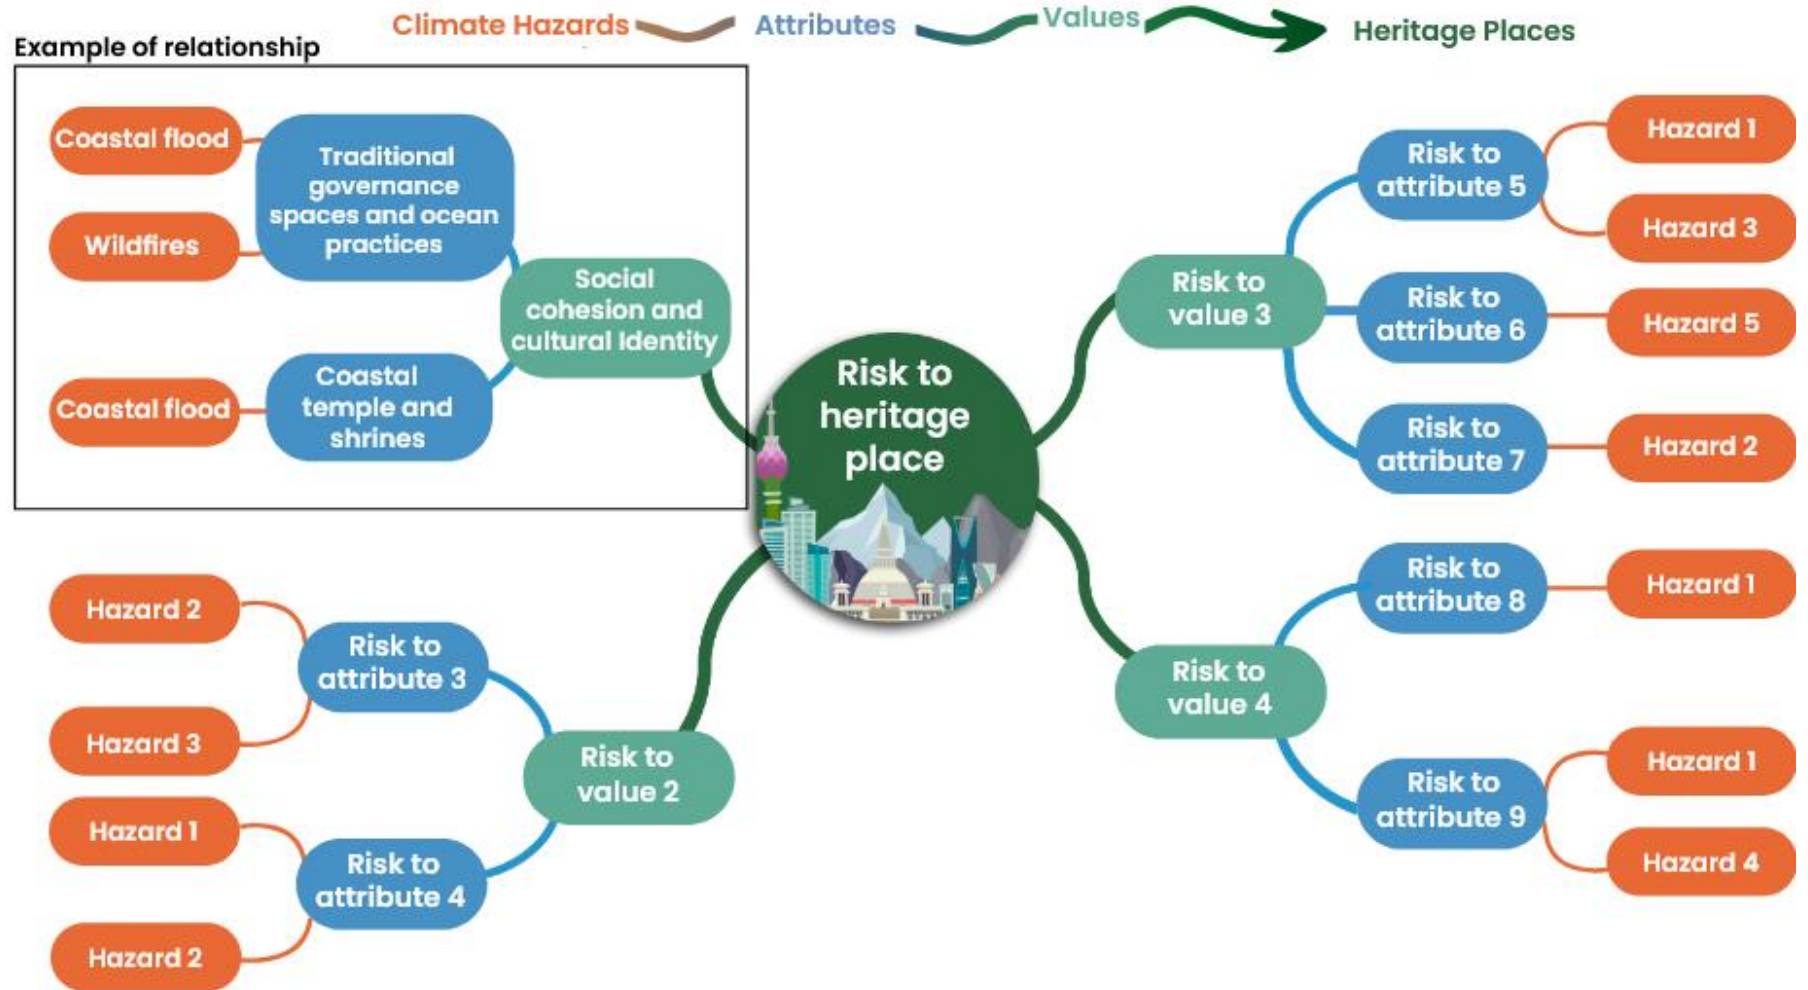 Climate Hazards
Attributes
Values
Heritage Places
Example of relationship
Coastal flood
Wildfires
Traditional
governance
spaces and ocean
practices
Coastal flood
Coastal
temple and
shrines
Social
cohesion and
cultural Identity
Risk to
heritage
place
Hazard 2
Hazard 3
Risk to
attribute 3
Hazard 1
Hazard 2
Risk to
attribute 4
Risk to
value 2
Risk to
value 3
Risk to
attribute 5
Hazard 1
Hazard 3
Risk to
attribute 6
Hazard 5
Risk to
attribute 7
Hazard 2
Risk to
value 4
Risk to
attribute 8
Hazard 1
Risk to
attribute 9
Hazard 1
Hazard 4